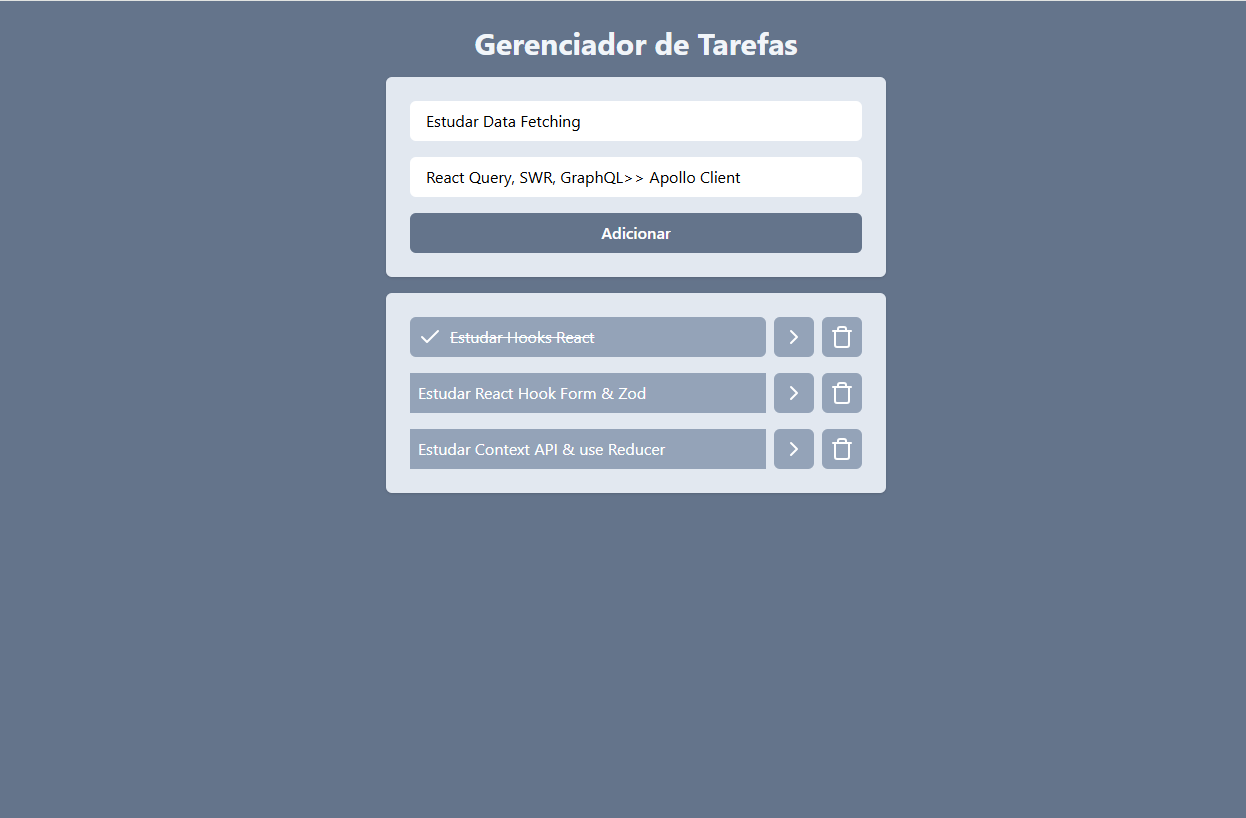 Gerenciador de Tarefas
Estudar Data Fetching
React Query, SWR, GraphQL>> Apollo Client
Adicionar
Estudar Hooks React
Estudar React Hook Form & Zod
Estudar Context API & use Reducer